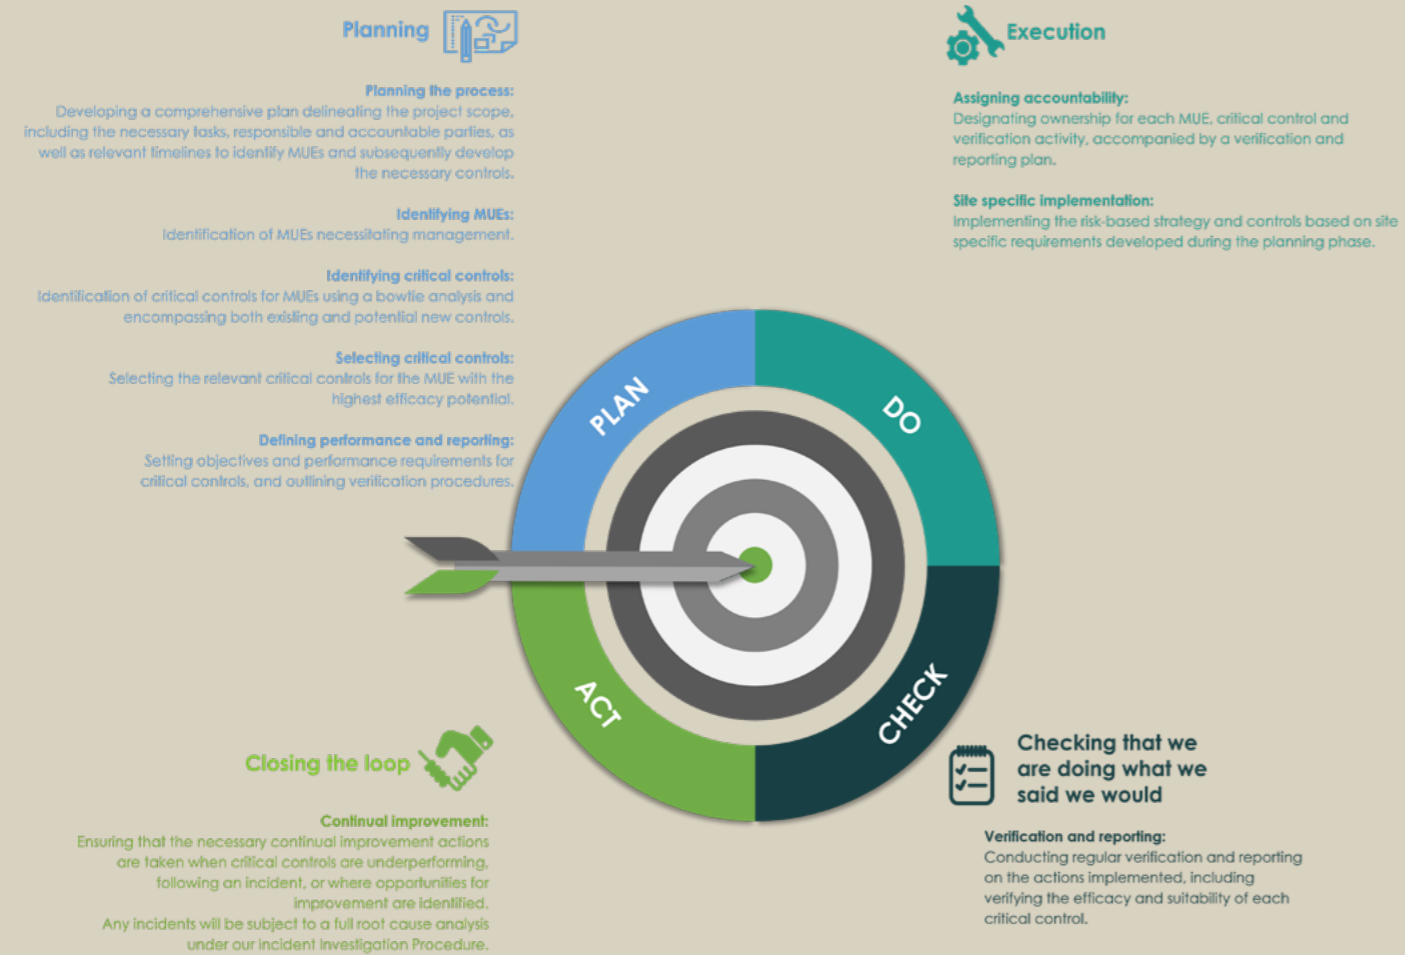 Planning
Planning the process:
Developing a comprehensive plan delineating the project scope,
including the necessary tasks, responsible and accountable parties, as
well as relevant timelines to identify MUEs and subsequently develop
the necessary controls.
Identifying MUEs:
Identification of MUEs necessitating management.
Identifying critical controls:
Identification of critical controls for MUEs using a bowtie analysis and
encompassing both existing and potential new controls.
Selecting critical controls:
Selecting the relevant critical controls for the MUE with the
highest efficacy potential.
Defining performance and reporting:
Setting objectives and performance requirements for
critical controls, and outlining verification procedures.
Execution
Assigning accountability:
Designating ownership for each MUE, critical control and
verification activity, accompanied by a verification and
reporting plan.
Site specific implementation:
Implementing the risk-based strategy and controls based on site
specific requirements developed during the planning phase.
PLAN
DO
ACT
CHECK
Closing the loop
Continual improvement:
Ensuring that the necessary continual improvement actions
are taken when critical controls are underperforming,
following an incident, or where opportunities for
improvement are identified.
Any incidents will be subject to a full root cause analysis
under our incident Investigation Procedure.
Checking that we
are doing what we
said we would
Verification and reporting:
Conducting regular verification and reporting
on the actions implemented, including
verifying the efficacy and suitability of each
critical control.